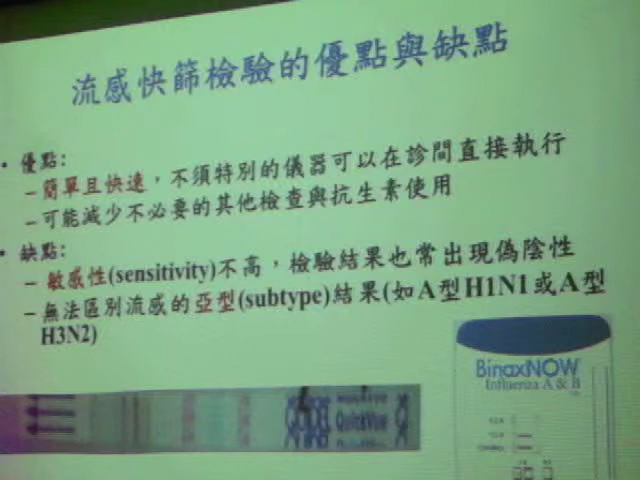 流感快篩檢驗的優點與缺點
• 優點:
– 簡單且快速，不須特別的儀器可以在診間直接執行
– 可能減少不必要的其他檢查與抗生素使用
• 缺點:
– 敏感性(sensitivity)不高，檢驗結果也常出現偽陰性
– 無法區別流感的亞型(subtype)結果(如A型H1N1或A型
H3N2)
BinaxNOW
Influenza A & B
QuickVue